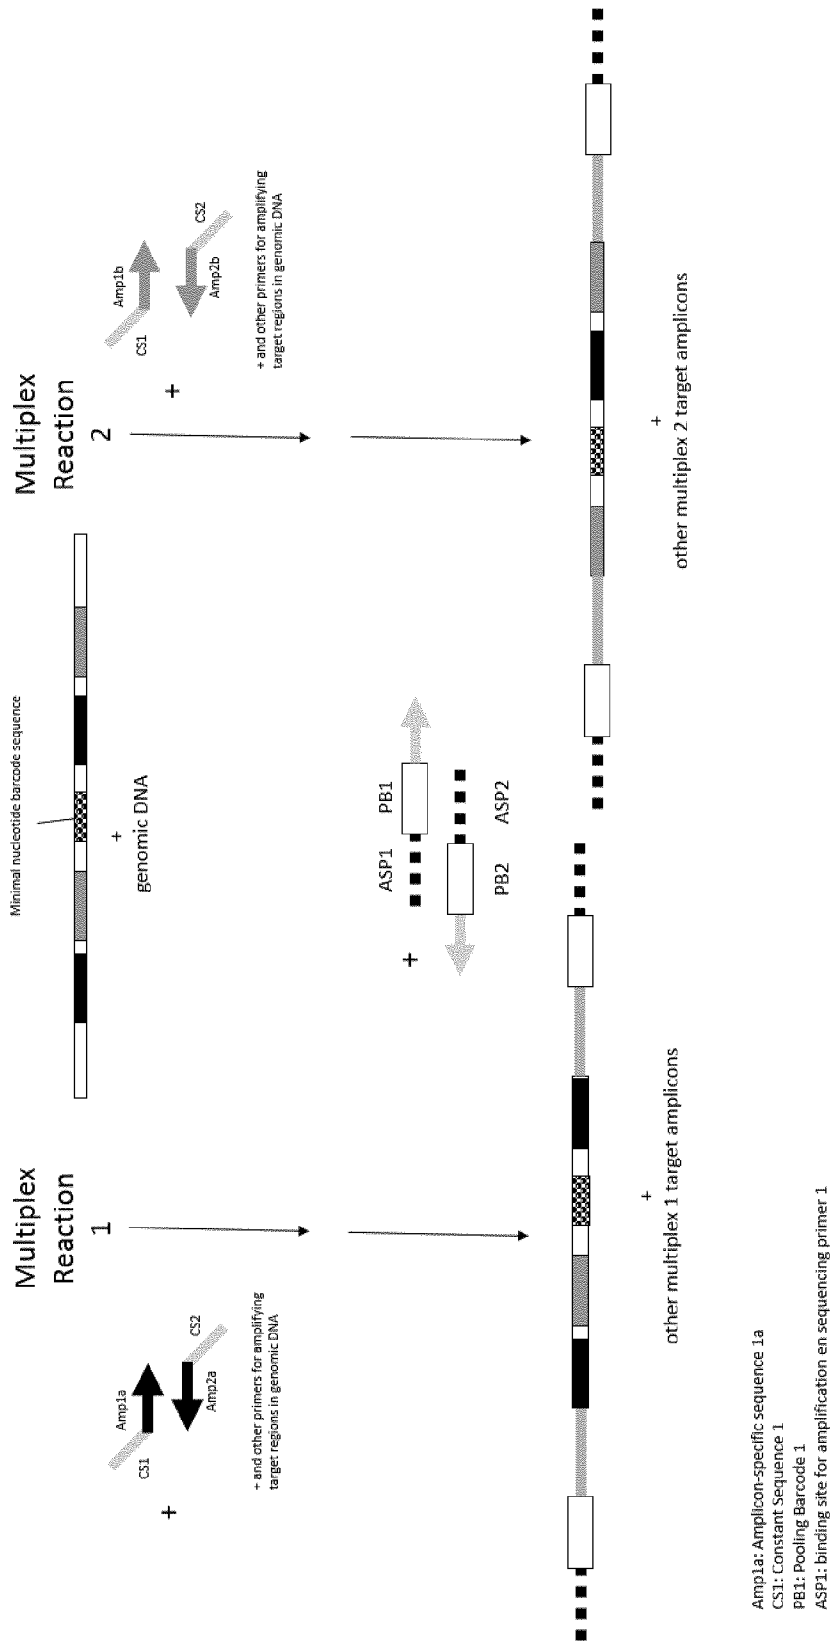 Multiplex
Reaction
1
Amp1a
CS1
CS2
Amp2a
+
+ and other primers for amplifying
target regions in genomic DNA
Minimal nucleotide barcode sequence
+
genomic DNA
Multiplex
Reaction
2
Amp1b
CS1
CS2
Amp2b
+
+ and other primers for amplifying
target regions in genomic DNA
+
ASP1
PB1
PB2
ASP2
+
other multiplex 1 target amplicons
+
other multiplex 2 target amplicons
Amp1a: Amplicon-specific sequence 1a
CS1: Constant Sequence 1
PB1: Pooling Barcode 1
ASP1: binding site for amplification en sequencing primer 1